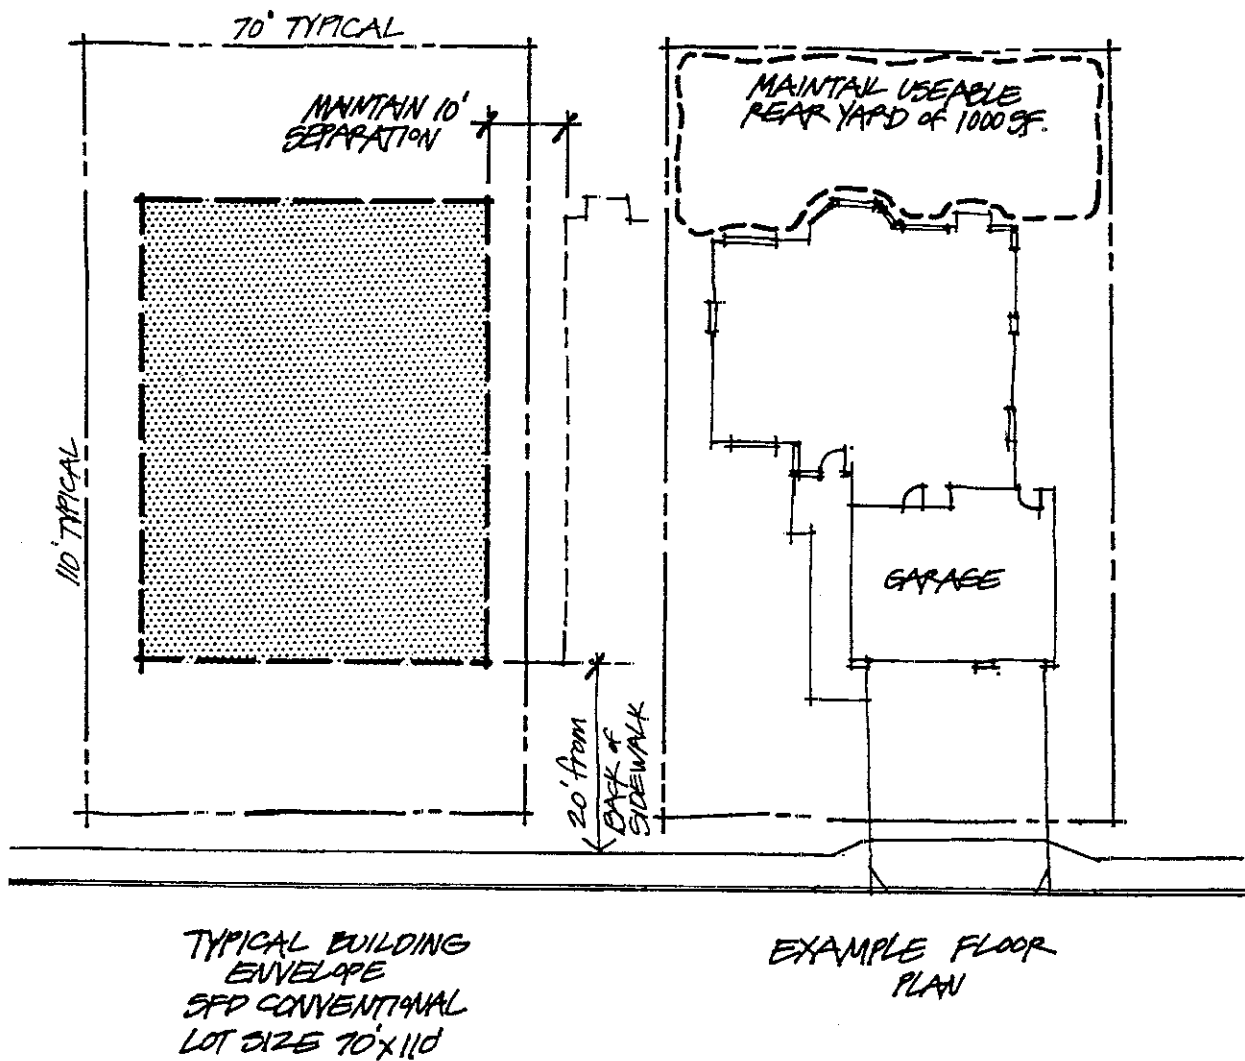 70' TYPICAL
MAINTAIN 10'
SEPARATION
110' TYPICAL
20' from
BACK of
SIDEWALK
MAINTAIL USEABLE
REAR YARD OF 1000 SF.
GARAGE
TYPICAL BUILDING
ENVELOPE
SFD CONVENTIONAL
LOT SIZE 70'x110'
EXAMPLE FLOOR
PLAN